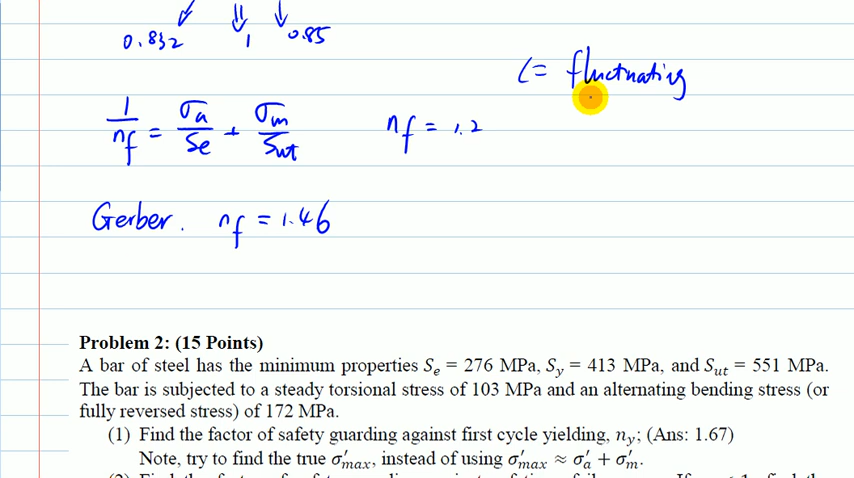 0.832 1 0.85
(= fluctuating
1/nf = σa/Se + σm/Sut nf = 1.2
Gerber. nf = 1.46
Problem 2: (15 Points)
A bar of steel has the minimum properties Se = 276 MPa, Sy = 413 MPa, and Sut = 551 MPa.
The bar is subjected to a steady torsional stress of 103 MPa and an alternating bending stress (or
fully reversed stress) of 172 MPa.
(1) Find the factor of safety guarding against first cycle yielding, ny; (Ans: 1.67)
Note, try to find the true σ′max, instead of using σ′max ≈ σ′a + σ′m.